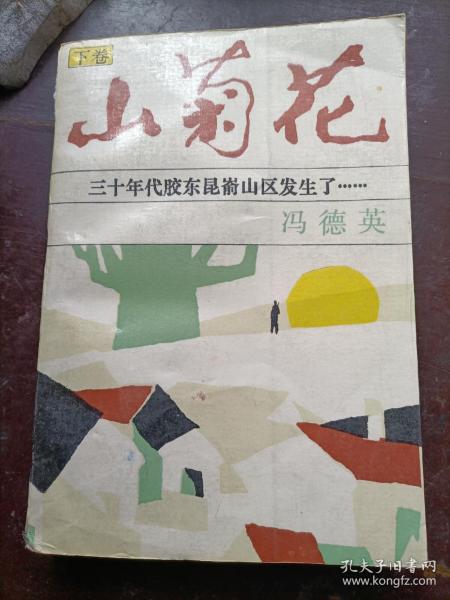 下卷
山菊花
三十年代胶东昆嵛山区发生了……
冯德英
孔夫子旧书网
www.kongfz.com